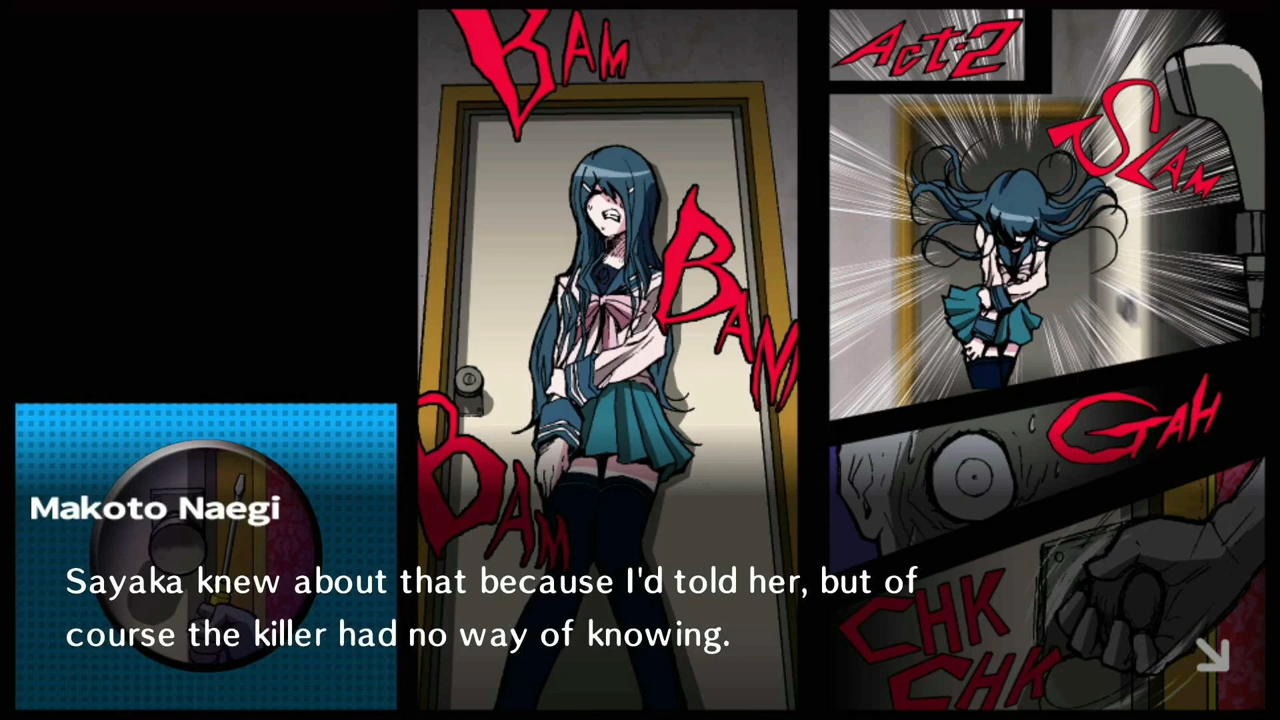 BAM
BAM
BAM
Act-2
SLAM
GAH
CHK
CHK
Makoto Naegi
Sayaka knew about that because I'd told her, but of
course the killer had no way of knowing.